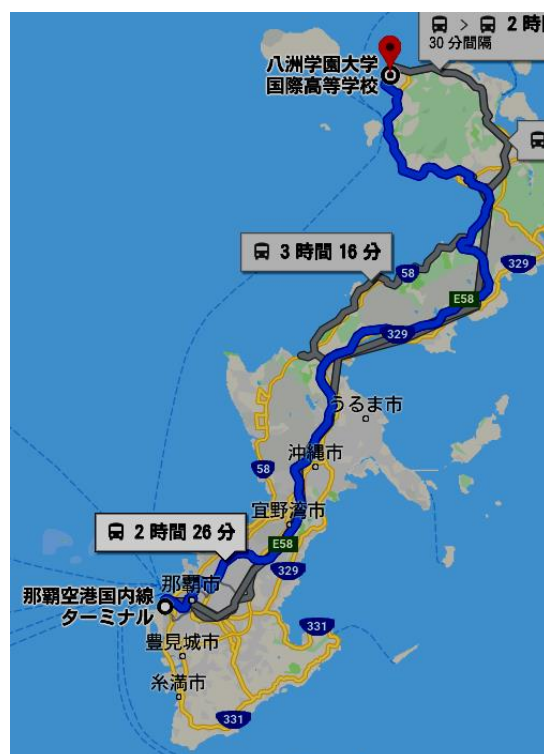 2 時
30 分間隔
八洲学園大学
国際高等学校
3 時間 16 分
58
329
E58
329
うるま市
沖縄市
58
宜野湾市
2 時間 26 分
E58
329
那覇市
那覇空港国内線
ターミナル
豊見城市
331
糸満市
331